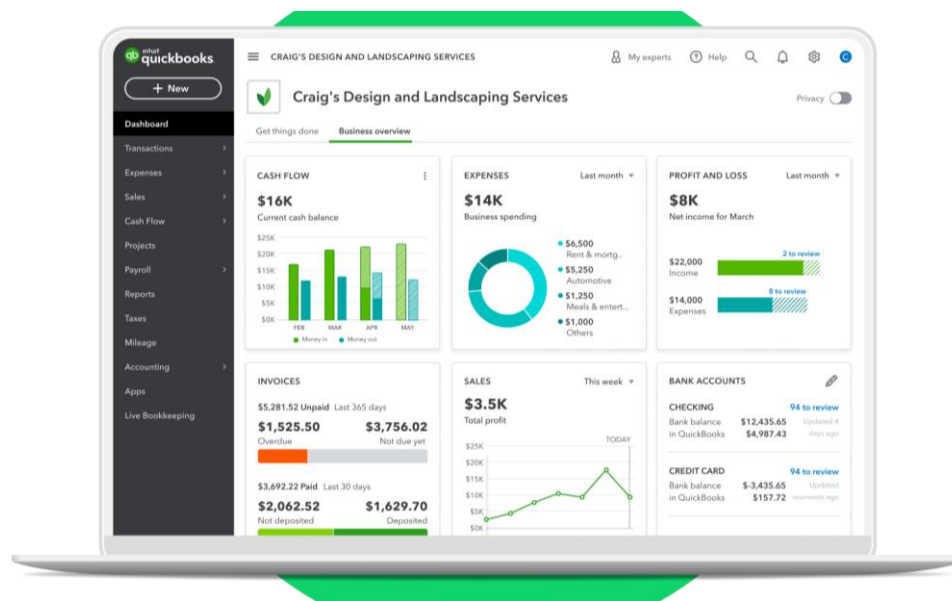 intuit
quickbooks
+ New
Dashboard
Transactions
Expenses
Sales
Cash Flow
Projects
Payroll
Reports
Taxes
Mileage
Accounting
Apps
Live Bookkeeping
CRAIG'S DESIGN AND LANDSCAPING SERVICES
My experts
Help
C
Craig's Design and Landscaping Services
Privacy
Get things done
Business overview
CASH FLOW
$16K
Current cash balance
$25K
$20K
$15K
$10K
$5K
$0K
FEB MAR APR MAY
Money in Money out
EXPENSES Last month
$14K
Business spending
$6,500
Rent & mortg..
$5,250
Automotive
$1,250
Meals & entert...
$1,000
Others
PROFIT AND LOSS Last month
$8K
Net income for March
2 to review
$22,000
Income
8 to review
$14,000
Expenses
INVOICES
$5,281.52 Unpaid Last 365 days
$1,525.50 $3,756.02
Overdue Not due yet
$3,692.22 Paid Last 30 days
$2,062.52 $1,629.70
Not deposited Deposited
SALES This week
$3.5K
Total profit
TODAY
$25K
$20K
$15K
$10K
$5K
$0K
BANK ACCOUNTS
CHECKING 94 to review
Bank balance $12,435.65 Updated 4
in QuickBooks $4,987.43 days ago
CREDIT CARD 94 to review
Bank balance $-3,435.65 Updated
in QuickBooks $157.72 moments ago